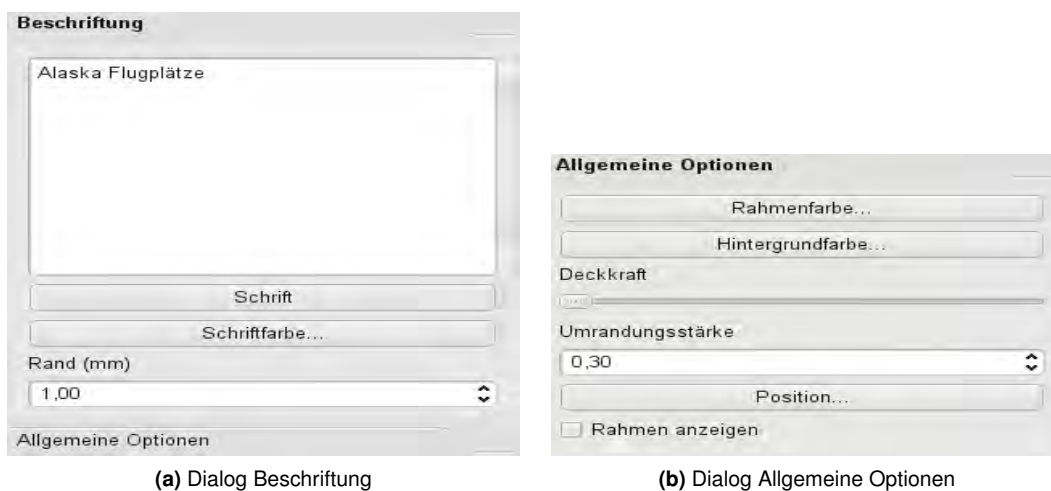 Beschriftung
Alaska Flugplätze
Schrift
Schriftfarbe...
Rand (mm)
1,00
Allgemeine Optionen
(a) Dialog Beschriftung
Allgemeine Optionen
Rahmenfarbe...
Hintergrundfarbe...
Deckkraft
Umrandungsstärke
0,30
Position...
Rahmen anzeigen
(b) Dialog Allgemeine Optionen